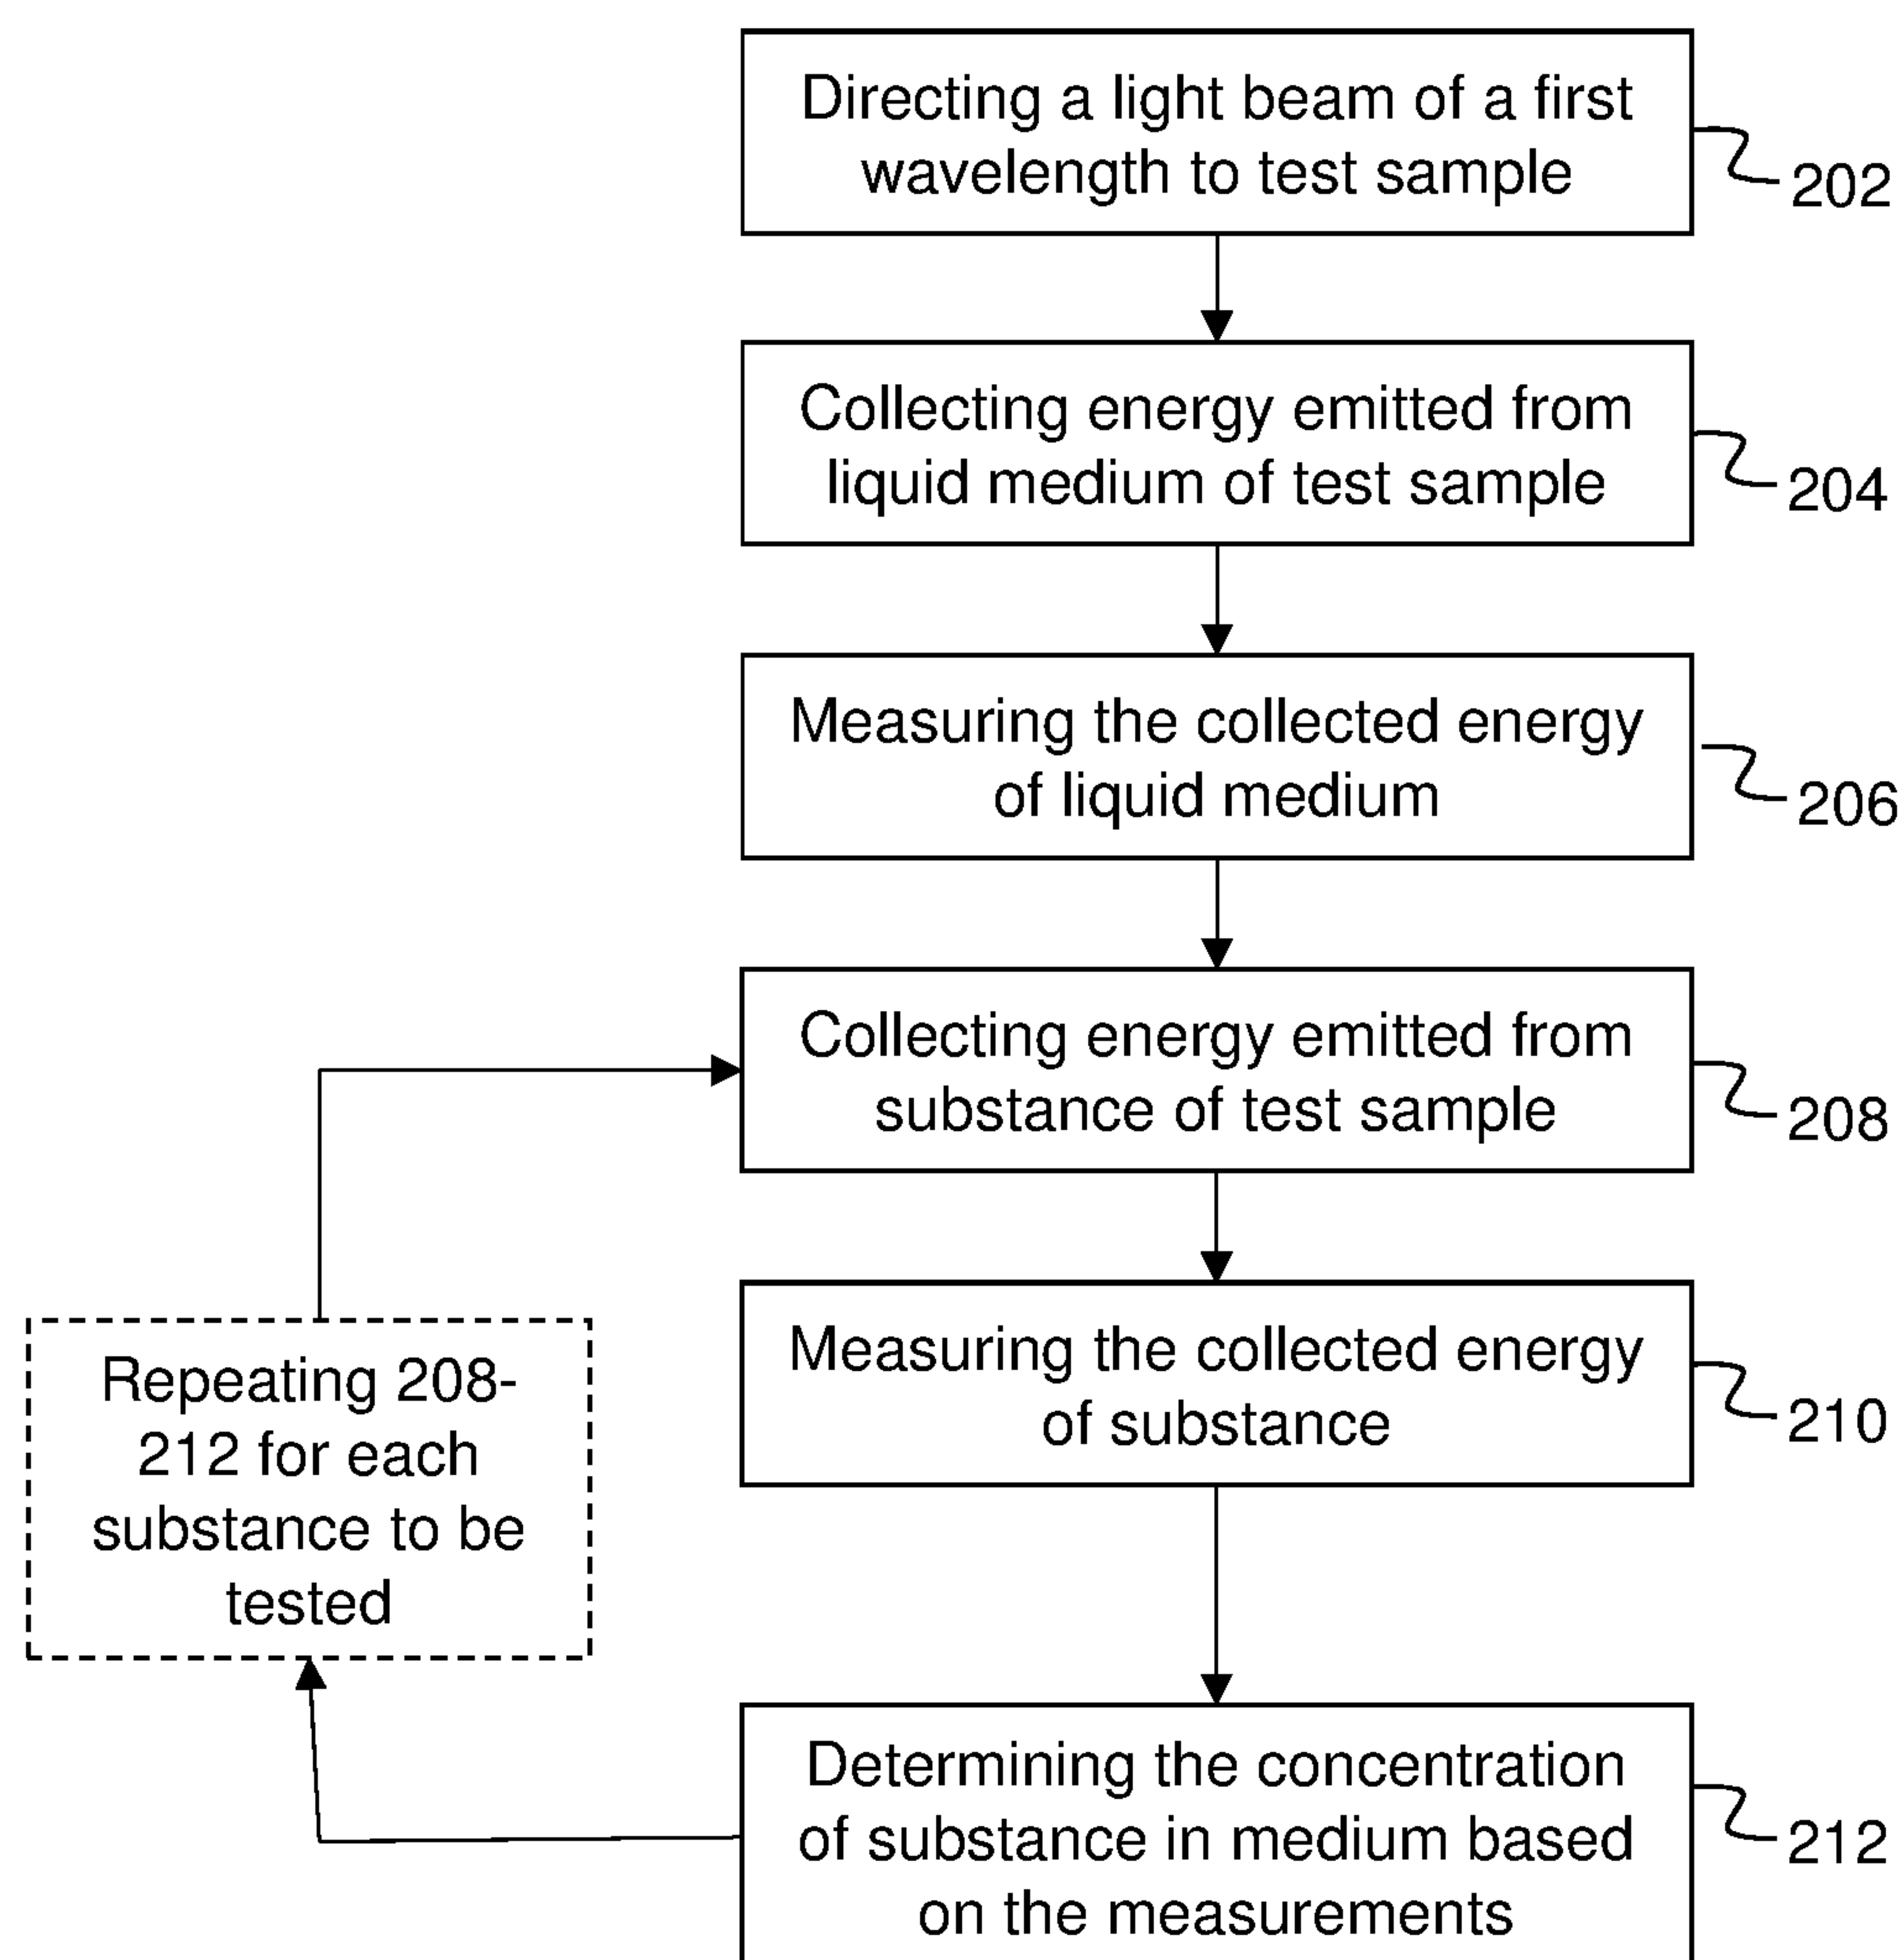 Directing a light beam of a first
wavelength to test sample
202
Collecting energy emitted from
liquid medium of test sample
204
Measuring the collected energy
of liquid medium
206
Collecting energy emitted from
substance of test sample
208
Measuring the collected energy
of substance
210
Repeating 208-
212 for each
substance to be
tested
Determining the concentration
of substance in medium based
on the measurements
212